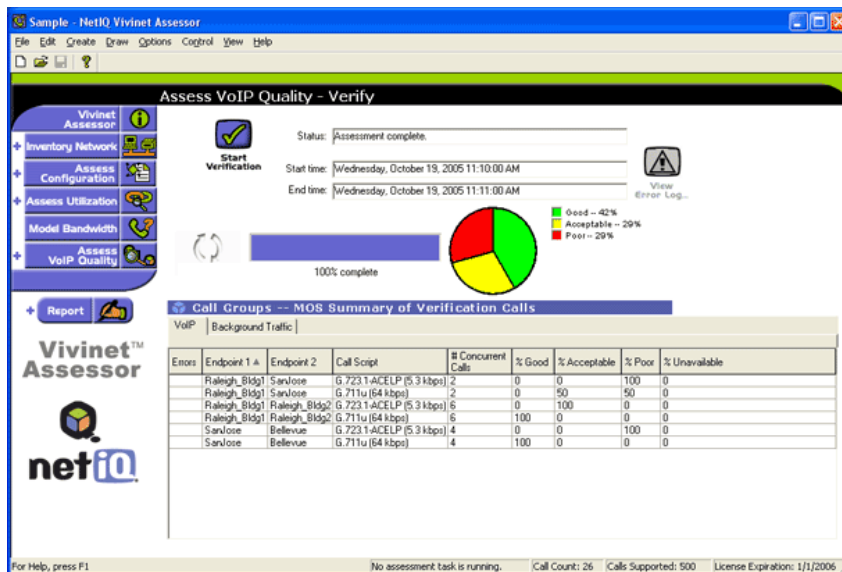 Sample - NetIQ Vivinet Assessor
File Edit Create Draw Options Control View Help
Assess VoIP Quality - Verify
Vivinet
Assessor
Inventory Network
Assess
Configuration
Assess Utilization
Model Bandwidth
Assess
VoIP Quality
Report
Vivinet™
Assessor
netiQ
Start
Verification
Status: Assessment complete.
Start time: Wednesday, October 19, 2005 11:10:00 AM
End time: Wednesday, October 19, 2005 11:11:00 AM
View
Error Log...
Good -- 42%
Acceptable -- 29%
Poor -- 29%
100% complete
Call Groups -- MOS Summary of Verification Calls
VoIP Background Traffic
Errors Endpoint 1 Endpoint 2 Call Script # Concurrent Calls % Good % Acceptable % Poor % Unavailable
Raleigh_Bldg1 SanJose G.723.1-ACELP (5.3 kbps) 2 0 0 100 0
Raleigh_Bldg1 SanJose G.711u (64 kbps) 2 0 50 50 0
Raleigh_Bldg1 Raleigh_Bldg2 G.723.1-ACELP (5.3 kbps) 6 0 100 0 0
Raleigh_Bldg1 Raleigh_Bldg2 G.711u (64 kbps) 6 100 0 0 0
SanJose Bellevue G.723.1-ACELP (5.3 kbps) 4 0 0 100 0
SanJose Bellevue G.711u (64 kbps) 4 100 0 0 0
For Help, press F1 No assessment task is running. Call Count: 26 Calls Supported: 500 License Expiration: 1/1/2006